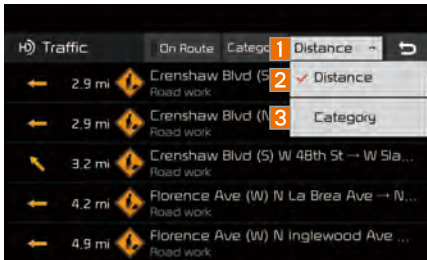 HD) Traffic On Route Catego 1 Distance
2.9 mi Crenshaw Blvd (S 2 Distance
Road work
2.9 mi Crenshaw Blvd (N 3 Category
Road work
3.2 mi Crenshaw Blvd (S) W 48th St → W Sla...
Road work
4.2 mi Florence Ave (W) N La Brea Ave → N...
Road work
4.9 mi Florence Ave (W) N Inglewood Ave ...
Road work